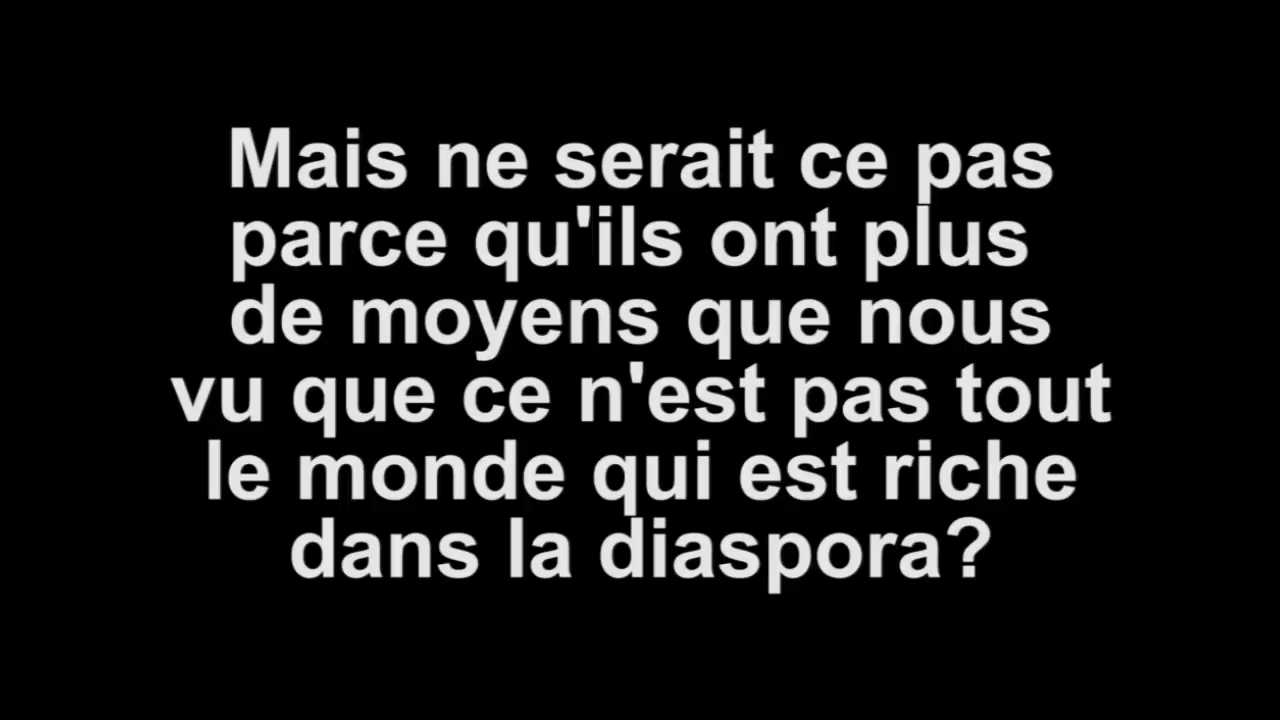 Mais ne serait ce pas
parce qu'ils ont plus
de moyens que nous
vu que ce n'est pas tout
le monde qui est riche
dans la diaspora?